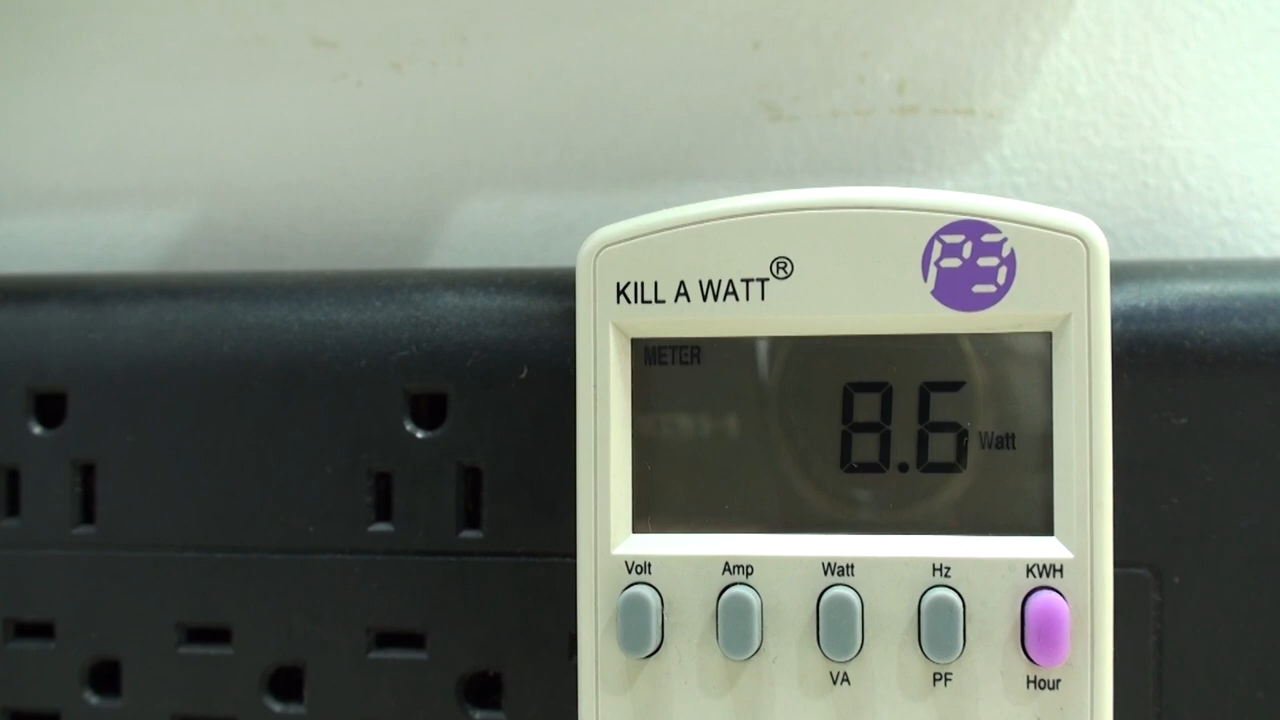 P3
KILL A WATT®
METER
8.6 Watt
Volt Amp Watt Hz KWH
VA PF Hour